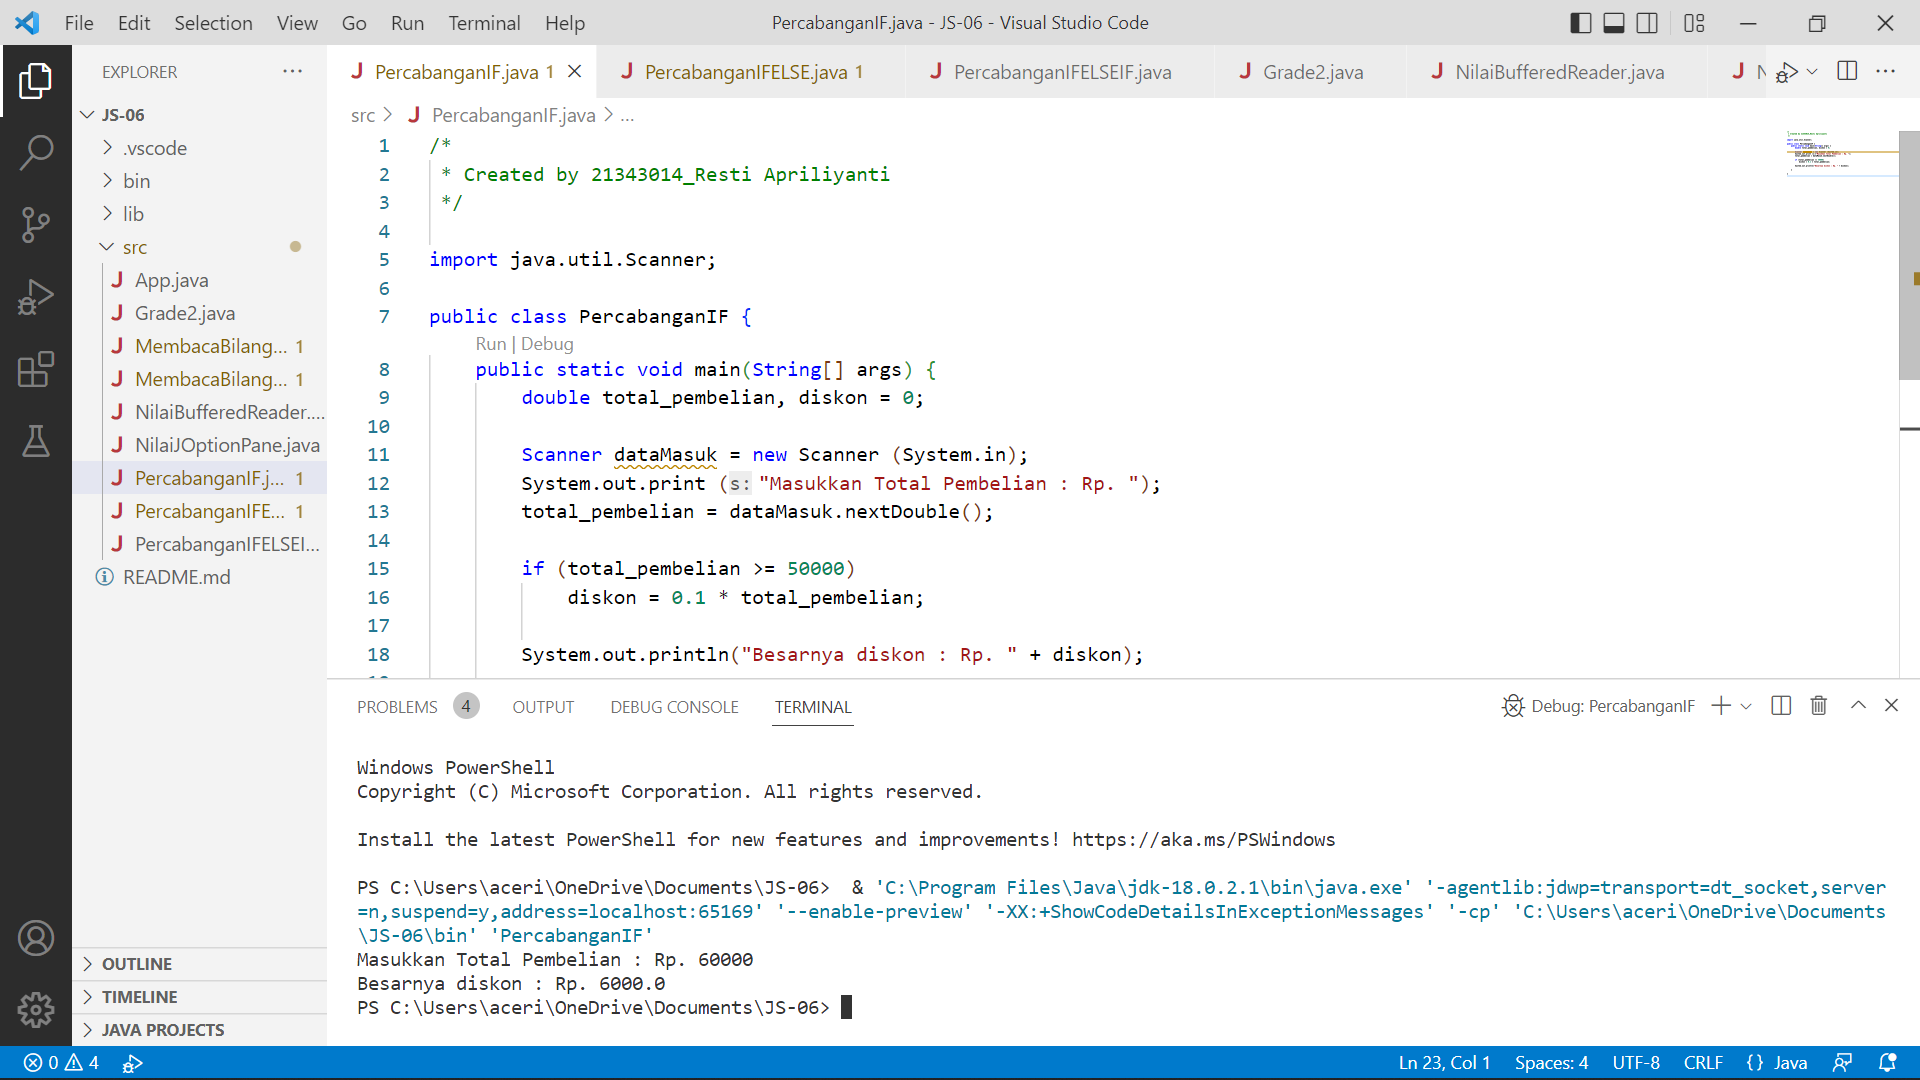 File Edit Selection View Go Run Terminal Help
PercabanganIF.java - JS-06 - Visual Studio Code
EXPLORER ...
PercabanganIF.java 1
PercabanganIFELSE.java 1
PercabanganIFELSEIF.java
Grade2.java
NilaiBufferedReader.java
JS-06
.vscode
bin
lib
src
App.java
Grade2.java
MembacaBilang... 1
MembacaBilang... 1
NilaiBufferedReader....
NilaiJOptionPane.java
PercabanganIF.j... 1
PercabanganIFE... 1
PercabanganIFELSEI...
README.md
OUTLINE
TIMELINE
JAVA PROJECTS
src > PercabanganIF.java > ...
1 /*
2 * Created by 21343014_Resti Apriliyanti
3 */
4
5 import java.util.Scanner;
6
7 public class PercabanganIF {
Run | Debug
8 public static void main(String[] args) {
9 double total_pembelian, diskon = 0;
10
11 Scanner dataMasuk = new Scanner (System.in);
12 System.out.print (s: "Masukkan Total Pembelian : Rp. ");
13 total_pembelian = dataMasuk.nextDouble();
14
15 if (total_pembelian >= 50000)
16 diskon = 0.1 * total_pembelian;
17
18 System.out.println("Besarnya diskon : Rp. " + diskon);
PROBLEMS 4 OUTPUT DEBUG CONSOLE TERMINAL
Debug: PercabanganIF
Windows PowerShell
Copyright (C) Microsoft Corporation. All rights reserved.
Install the latest PowerShell for new features and improvements! https://aka.ms/PSWindows
PS C:\Users\aceri\OneDrive\Documents\JS-06> & 'C:\Program Files\Java\jdk-18.0.2.1\bin\java.exe' '-agentlib:jdwp=transport=dt_socket,server
=n,suspend=y,address=localhost:65169' '--enable-preview' '-XX:+ShowCodeDetailsInExceptionMessages' '-cp' 'C:\Users\aceri\OneDrive\Documents
\JS-06\bin' 'PercabanganIF'
Masukkan Total Pembelian : Rp. 60000
Besarnya diskon : Rp. 6000.0
PS C:\Users\aceri\OneDrive\Documents\JS-06>
0 4
Ln 23, Col 1 Spaces: 4 UTF-8 CRLF {} Java